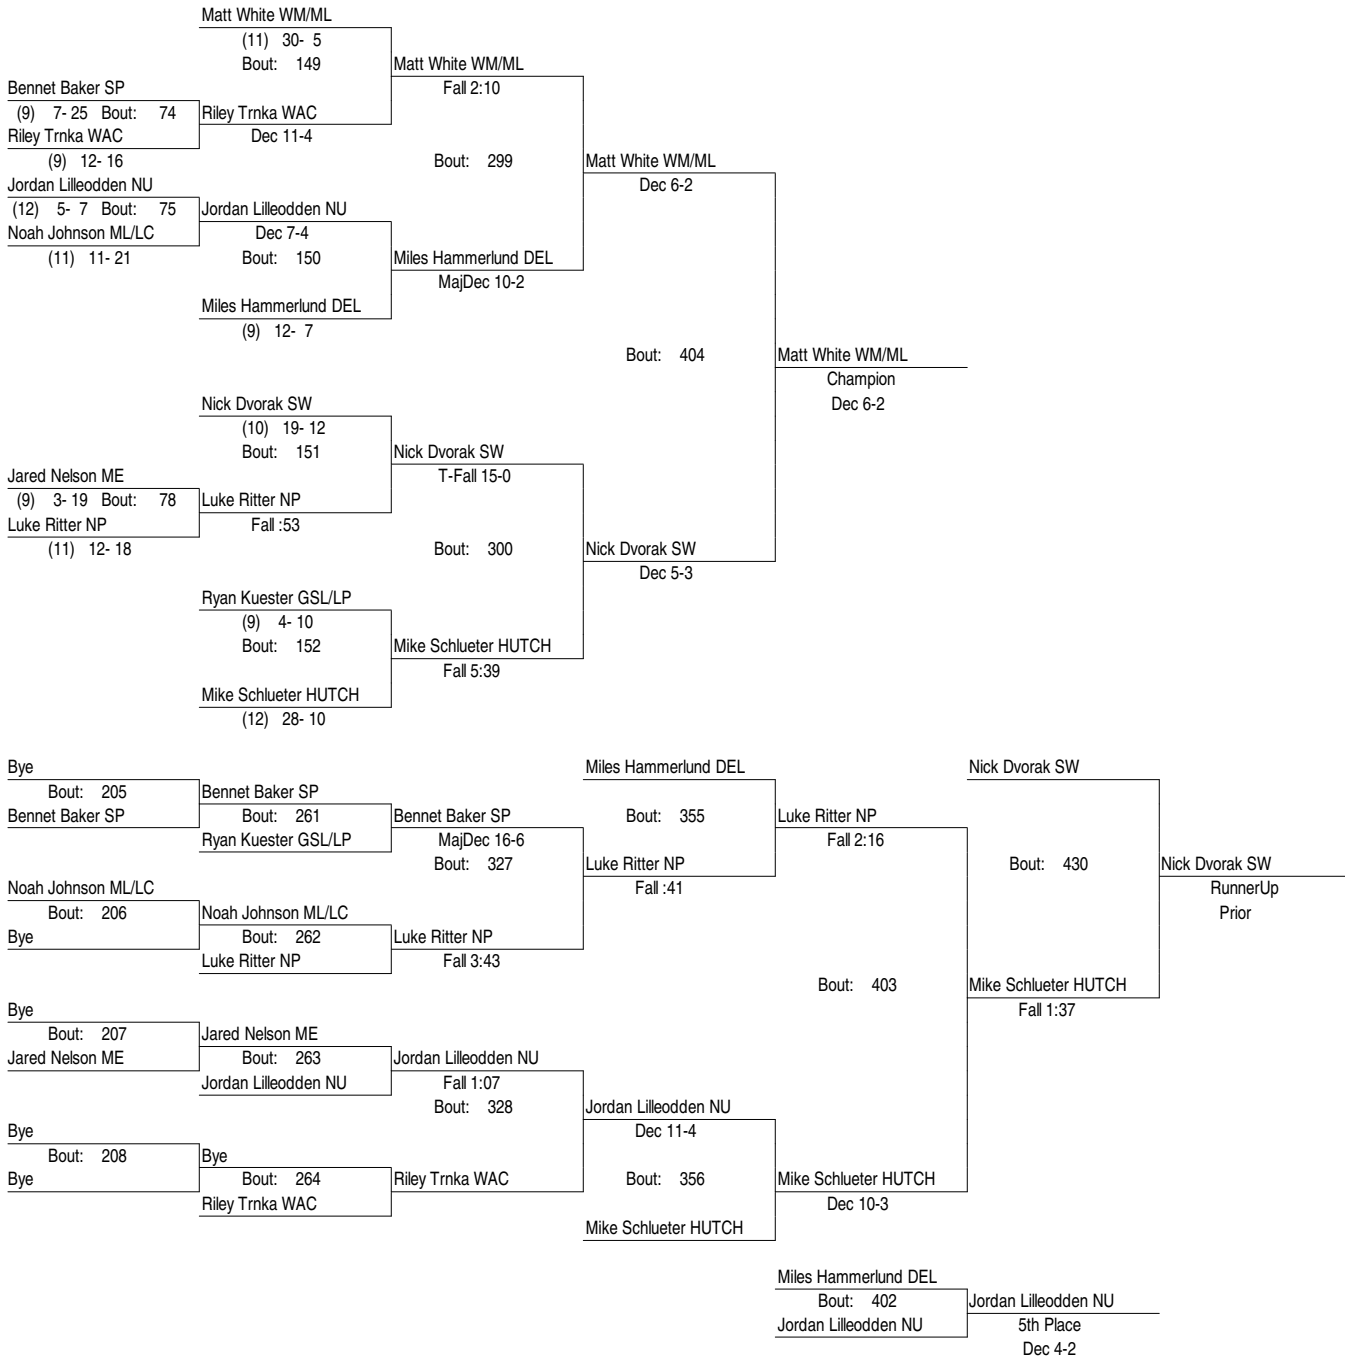 Matt White WM/ML
(11) 30- 5
Bout: 149
Matt White WM/ML
Fall 2:10
Bennet Baker SP
(9) 7- 25 Bout: 74
Riley Trnka WAC
Riley Trnka WAC
Dec 11-4
(9) 12- 16
Bout: 299
Matt White WM/ML
Dec 6-2
Jordan Lilleodden NU
(12) 5- 7 Bout: 75
Jordan Lilleodden NU
Noah Johnson ML/LC
Dec 7-4
(11) 11- 21
Bout: 150
Miles Hammerlund DEL
MajDec 10-2
Miles Hammerlund DEL
(9) 12- 7
Bout: 404
Matt White WM/ML
Champion
Dec 6-2
Nick Dvorak SW
(10) 19- 12
Bout: 151
Nick Dvorak SW
T-Fall 15-0
Jared Nelson ME
(9) 3- 19 Bout: 78
Luke Ritter NP
Luke Ritter NP
Fall :53
(11) 12- 18
Bout: 300
Nick Dvorak SW
Dec 5-3
Ryan Kuester GSL/LP
(9) 4- 10
Bout: 152
Mike Schlueter HUTCH
Fall 5:39
Mike Schlueter HUTCH
(12) 28- 10
Bye
Miles Hammerlund DEL
Nick Dvorak SW
Bout: 205
Bennet Baker SP
Bennet Baker SP
Bout: 261
Bennet Baker SP
Bout: 355
Luke Ritter NP
Ryan Kuester GSL/LP
MajDec 16-6
Fall 2:16
Bout: 327
Luke Ritter NP
Bout: 430
Nick Dvorak SW
Noah Johnson ML/LC
Fall :41
RunnerUp
Bout: 206
Noah Johnson ML/LC
Prior
Bye
Bout: 262
Luke Ritter NP
Luke Ritter NP
Fall 3:43
Bout: 403
Mike Schlueter HUTCH
Fall 1:37
Bye
Bout: 207
Jared Nelson ME
Jared Nelson ME
Bout: 263
Jordan Lilleodden NU
Jordan Lilleodden NU
Fall 1:07
Bout: 328
Jordan Lilleodden NU
Dec 11-4
Bye
Bout: 208
Bye
Bye
Bout: 264
Riley Trnka WAC
Bout: 356
Mike Schlueter HUTCH
Riley Trnka WAC
Dec 10-3
Mike Schlueter HUTCH
Miles Hammerlund DEL
Bout: 402
Jordan Lilleodden NU
Jordan Lilleodden NU
5th Place
Dec 4-2